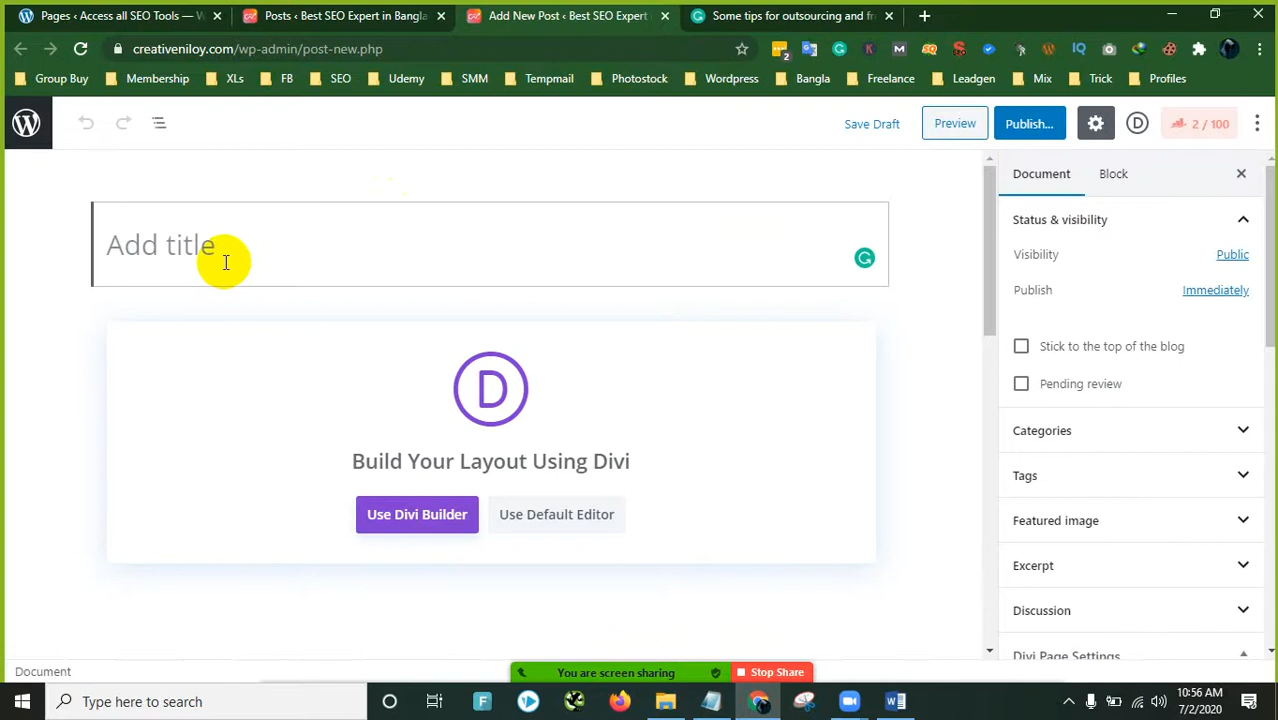 Pages ‹ Access all SEO Tools — W
Posts ‹ Best SEO Expert in Bangla
Add New Post ‹ Best SEO Expert
Some tips for outsourcing and fre
creativeniloy.com/wp-admin/post-new.php
2
Group Buy
Membership
XLs
FB
SEO
Udemy
SMM
Tempmail
Photostock
Wordpress
Bangla
Freelance
Leadgen
Mix
Trick
Profiles
Save Draft
Preview
Publish...
D
2 / 100
Add title
D
Build Your Layout Using Divi
Use Divi Builder
Use Default Editor
Document
Block
Status & visibility
Visibility
Public
Publish
Immediately
Stick to the top of the blog
Pending review
Categories
Tags
Featured image
Excerpt
Discussion
Divi Page Settings
Document
You are screen sharing
Stop Share
Type here to search
10:56 AM
7/2/2020